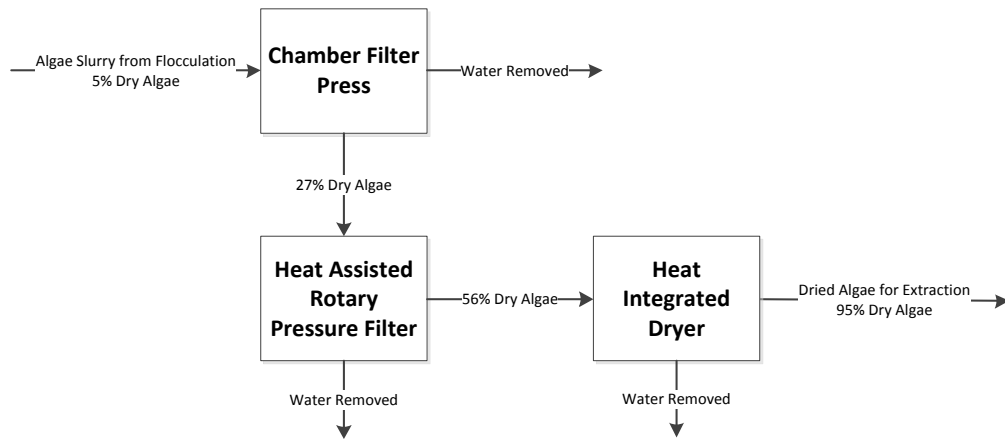 Algae Slurry from Flocculation
5% Dry Algae
Chamber Filter
Press
Water Removed
27% Dry Algae
Heat Assisted
Rotary
Pressure Filter
56% Dry Algae
Heat
Integrated
Dryer
Dried Algae for Extraction
95% Dry Algae
Water Removed
Water Removed